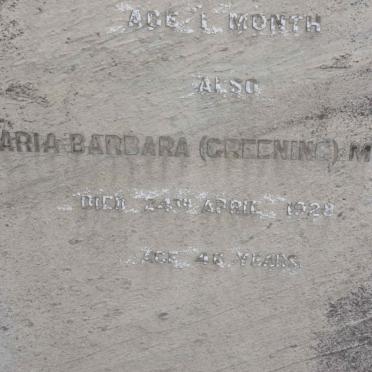 AGE 1 MONTH
ALSO
ARIA BARBARA (GREENING) M
DIED 24TH APRIL 1928
AGE 46 YEARS